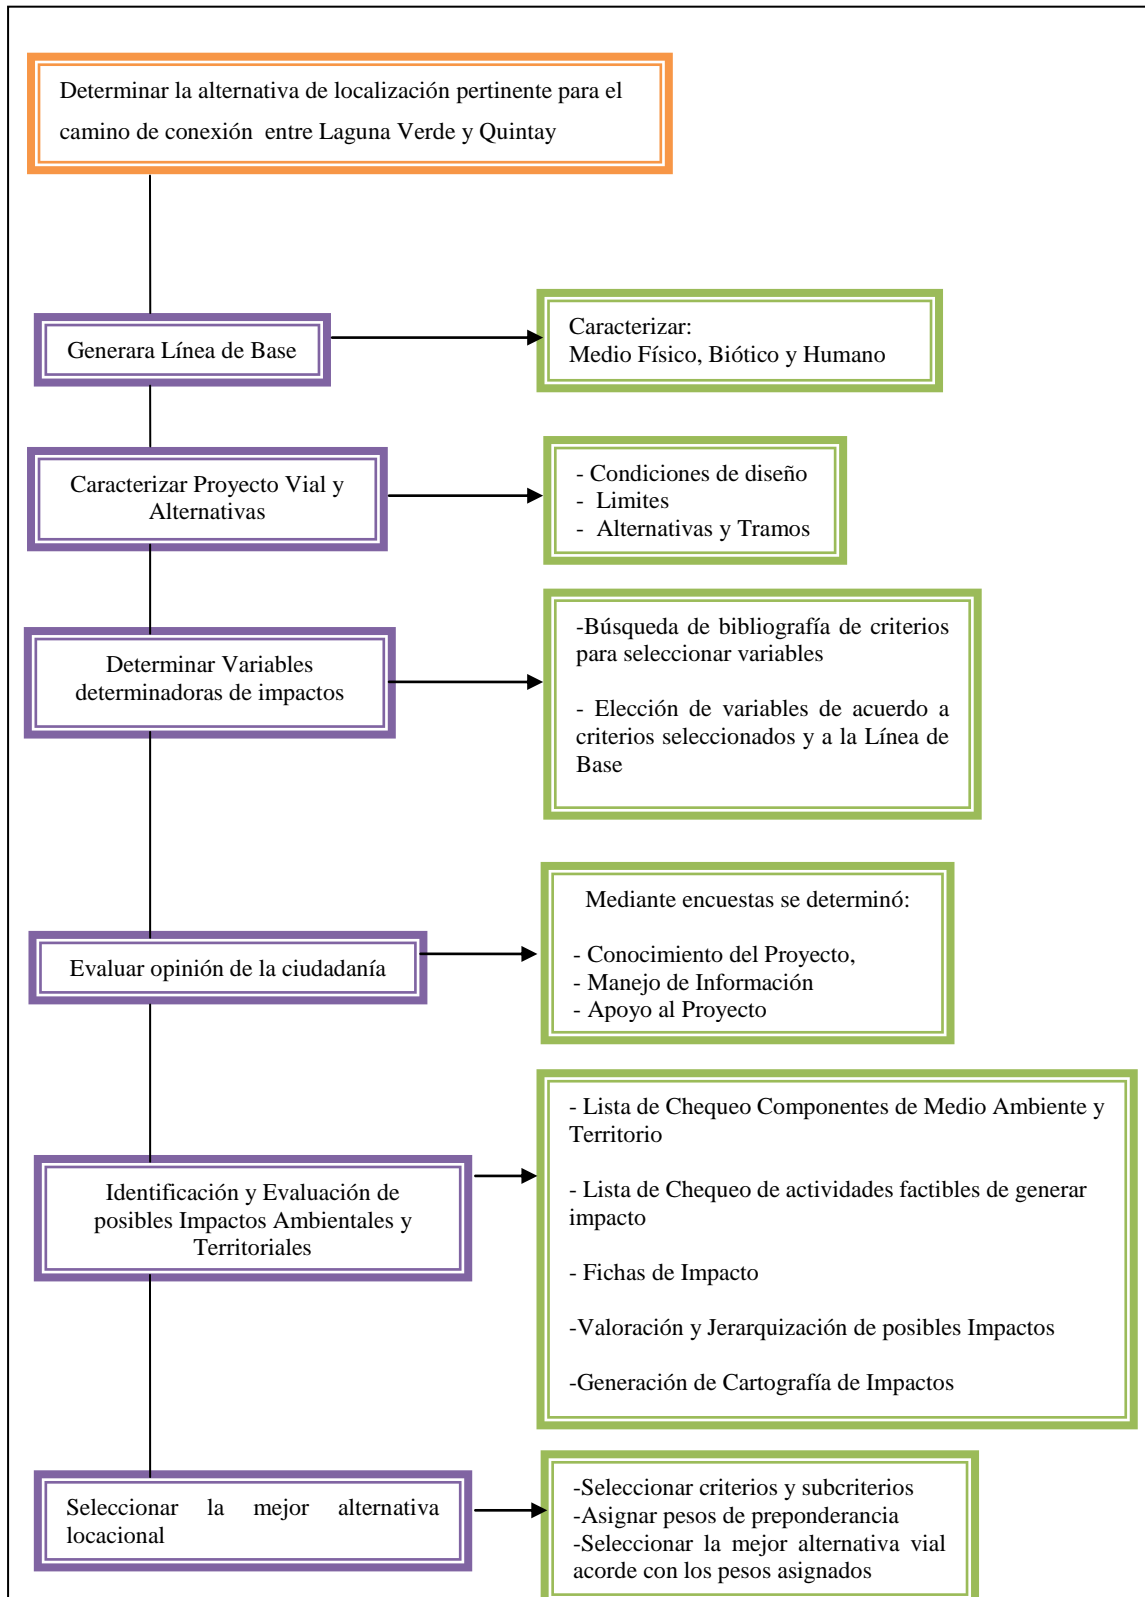 Determinar la alternativa de localización pertinente para el
camino de conexión entre Laguna Verde y Quintay
Generara Línea de Base
Caracterizar:
Medio Físico, Biótico y Humano
Caracterizar Proyecto Vial y
Alternativas
- Condiciones de diseño
- Limites
- Alternativas y Tramos
Determinar Variables
determinadoras de impactos
-Búsqueda de bibliografía de criterios
para seleccionar variables
- Elección de variables de acuerdo a
criterios seleccionados y a la Línea de
Base
Evaluar opinión de la ciudadanía
Mediante encuestas se determinó:
- Conocimiento del Proyecto,
- Manejo de Información
- Apoyo al Proyecto
Identificación y Evaluación de
posibles Impactos Ambientales y
Territoriales
- Lista de Chequeo Componentes de Medio Ambiente y
Territorio
- Lista de Chequeo de actividades factibles de generar
impacto
- Fichas de Impacto
-Valoración y Jerarquización de posibles Impactos
-Generación de Cartografía de Impactos
Seleccionar la mejor alternativa
locacional
-Seleccionar criterios y subcriterios
-Asignar pesos de preponderancia
-Seleccionar la mejor alternativa vial
acorde con los pesos asignados